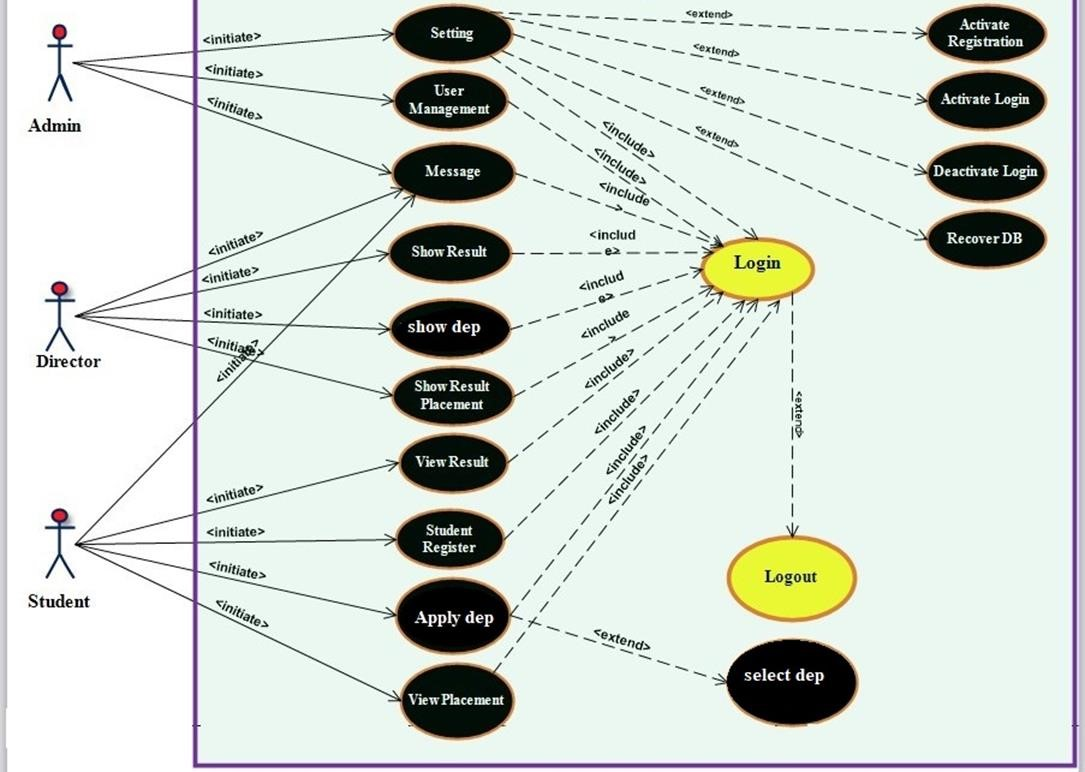 <extend>
Activate
Registration
<initiate>
Setting
<extend>
<initiate>
User
Management
<extend>
Activate Login
<initiate>
Admin
<include>
<extend>
<include>
Message
<include
>
Deactivate Login
<initiate>
Show Result
<includ
e>
Recover DB
<initiate>
Login
<includ
e>
<initiate>
show dep
<include
>
<initiate>
<initiate>
Director
<include>
Show Result
Placement
<include>
<extend>
View Result
<include>
<include>
<initiate>
<initiate>
Student
Register
<initiate>
Student
Apply dep
Logout
<initiate>
<extend>
select dep
View Placement